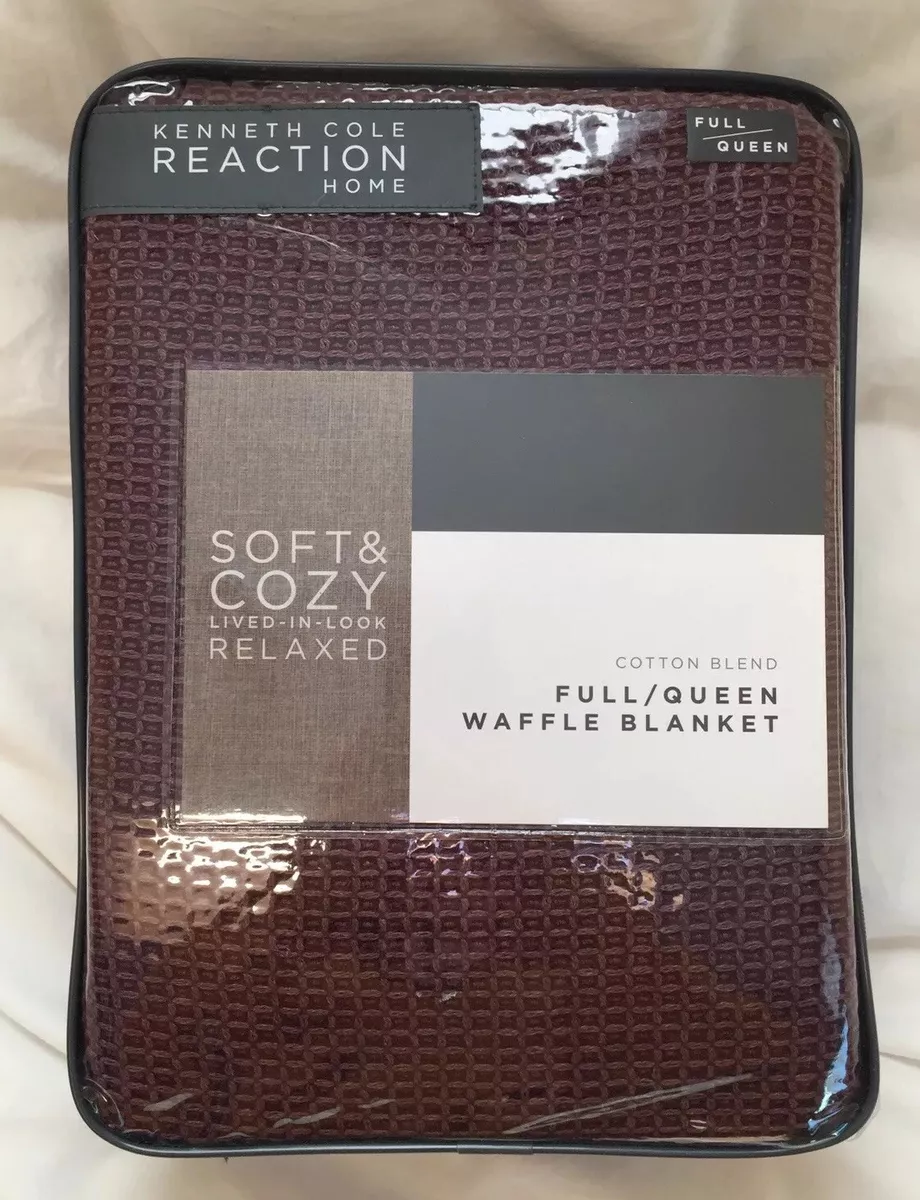 KENNETH COLE
REACTION
HOME
FULL
QUEEN
SOFT&
COZY
LIVED-IN-LOOK
RELAXED
COTTON BLEND
FULL/QUEEN
WAFFLE BLANKET